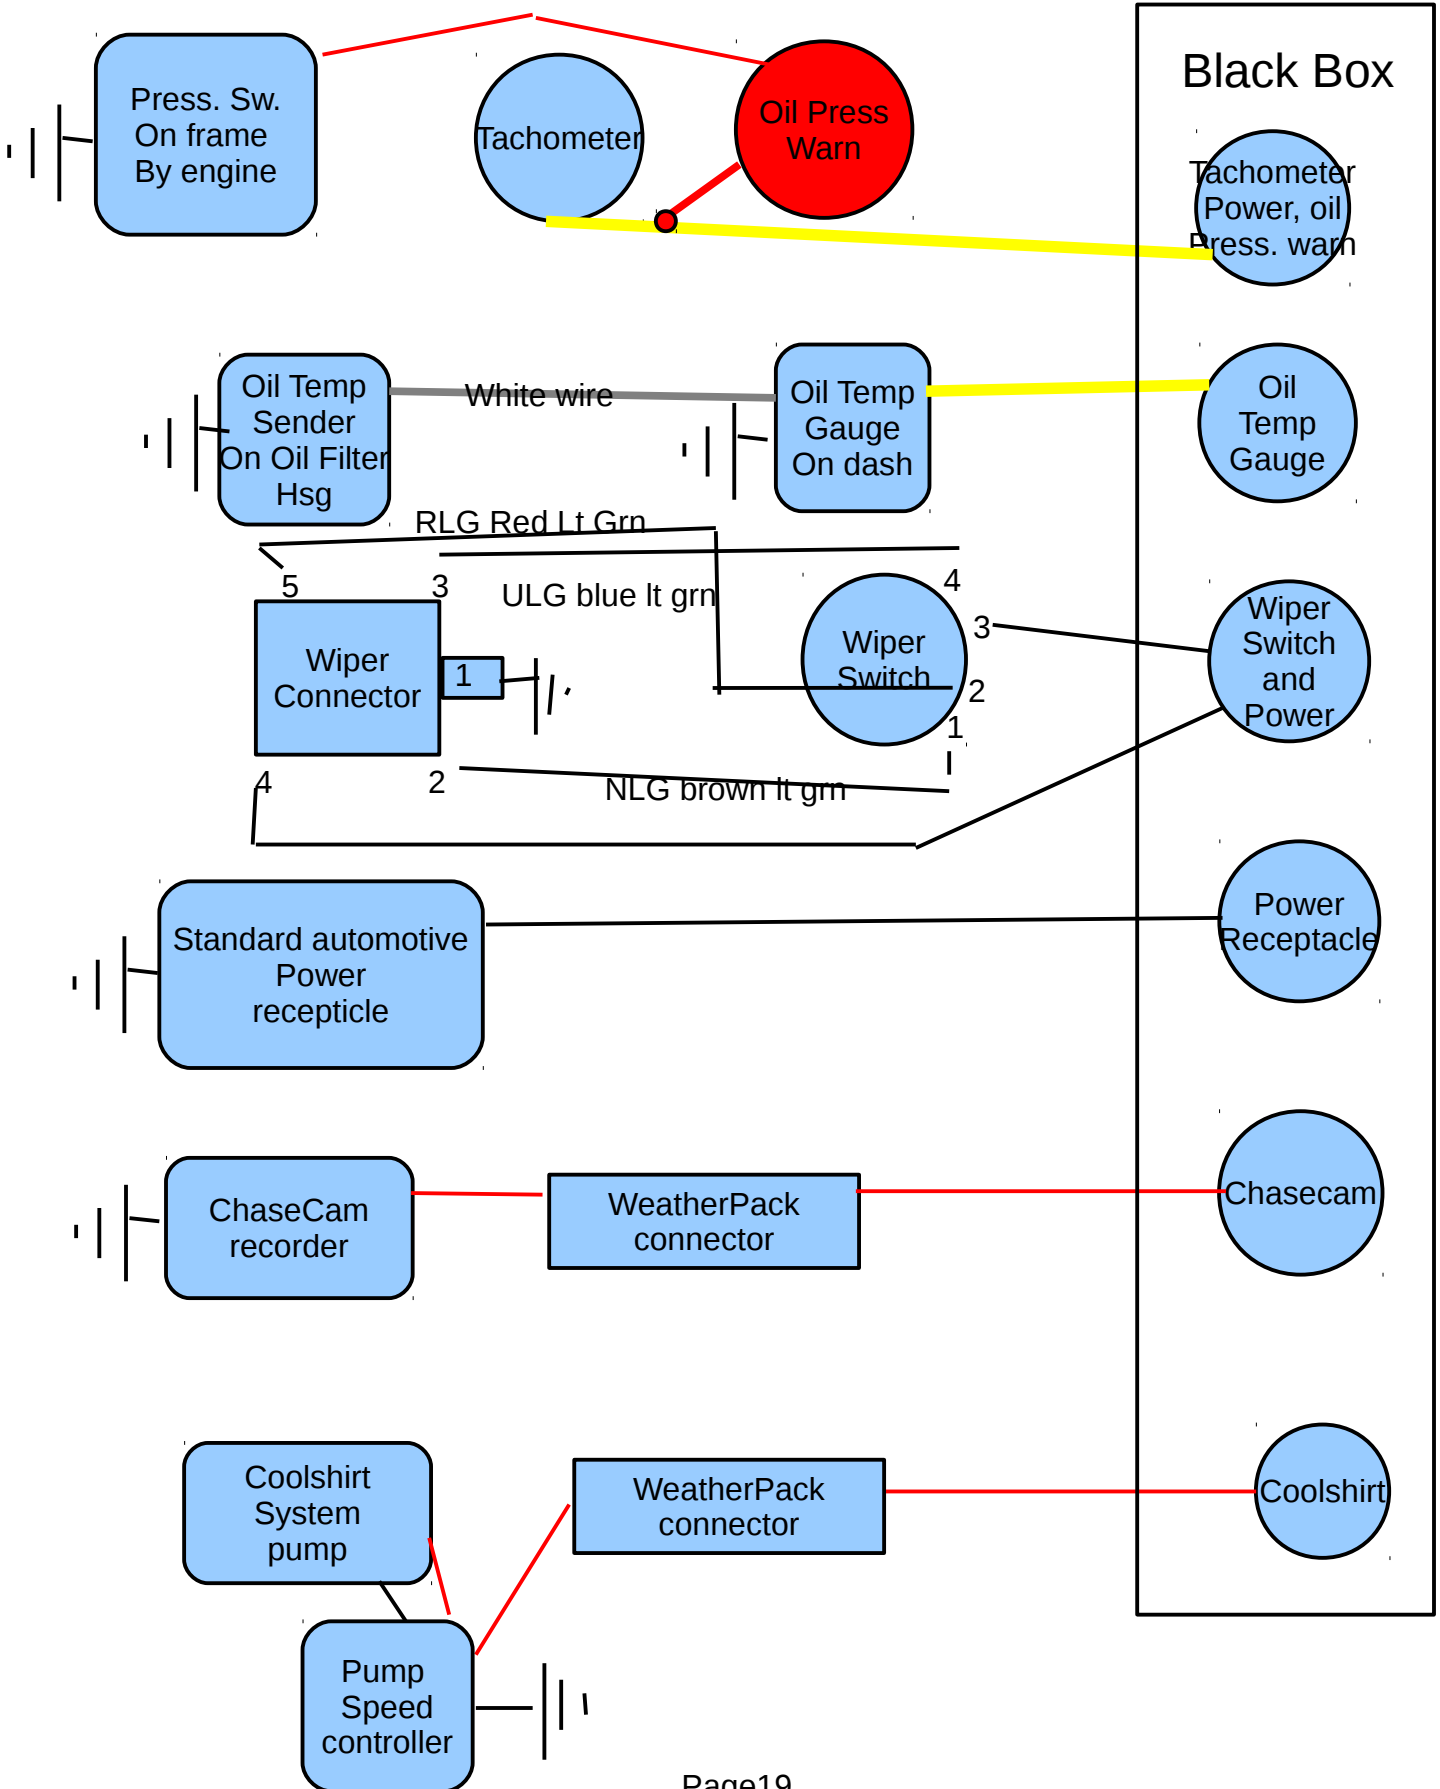 Black Box
Press. Sw.
On frame
By engine
Tachometer
Oil Press
Warn
Tachometer
Power, oil
Press. warn
Oil Temp
Sender
On Oil Filter
Hsg
White wire
Oil Temp
Gauge
On dash
Oil
Temp
Gauge
RLG Red Lt Grn
5
3
ULG blue lt grn
4
3
Wiper
Connector
1
Wiper
Switch
2
1
Wiper
Switch
and
Power
4
2
NLG brown lt grn
Standard automotive
Power
recepticle
Power
Receptacle
ChaseCam
recorder
WeatherPack
connector
Chasecam
Coolshirt
System
pump
WeatherPack
connector
Coolshirt
Pump
Speed
controller
Page19